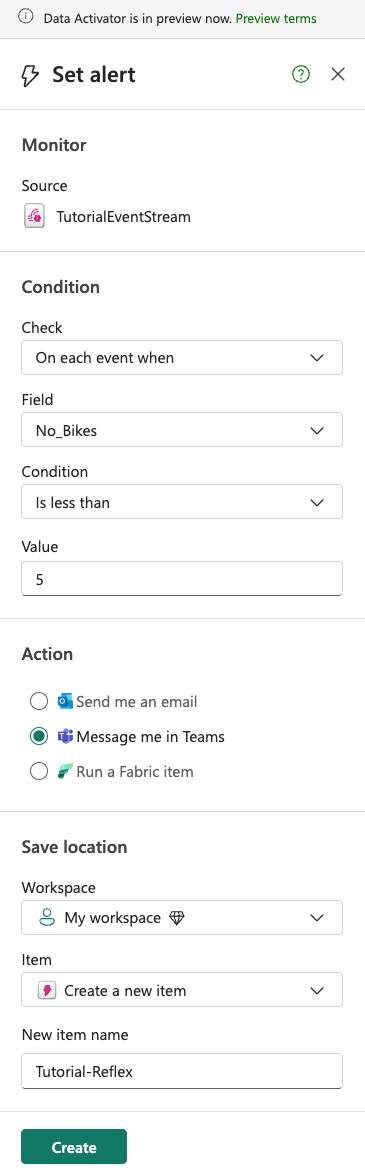 Data Activator is in preview now. Preview terms
Set alert
Monitor
Source
TutorialEventStream
Condition
Check
On each event when
Field
No_Bikes
Condition
Is less than
Value
5
Action
Send me an email
Message me in Teams
Run a Fabric item
Save location
Workspace
My workspace
Item
Create a new item
New item name
Tutorial-Reflex
Create